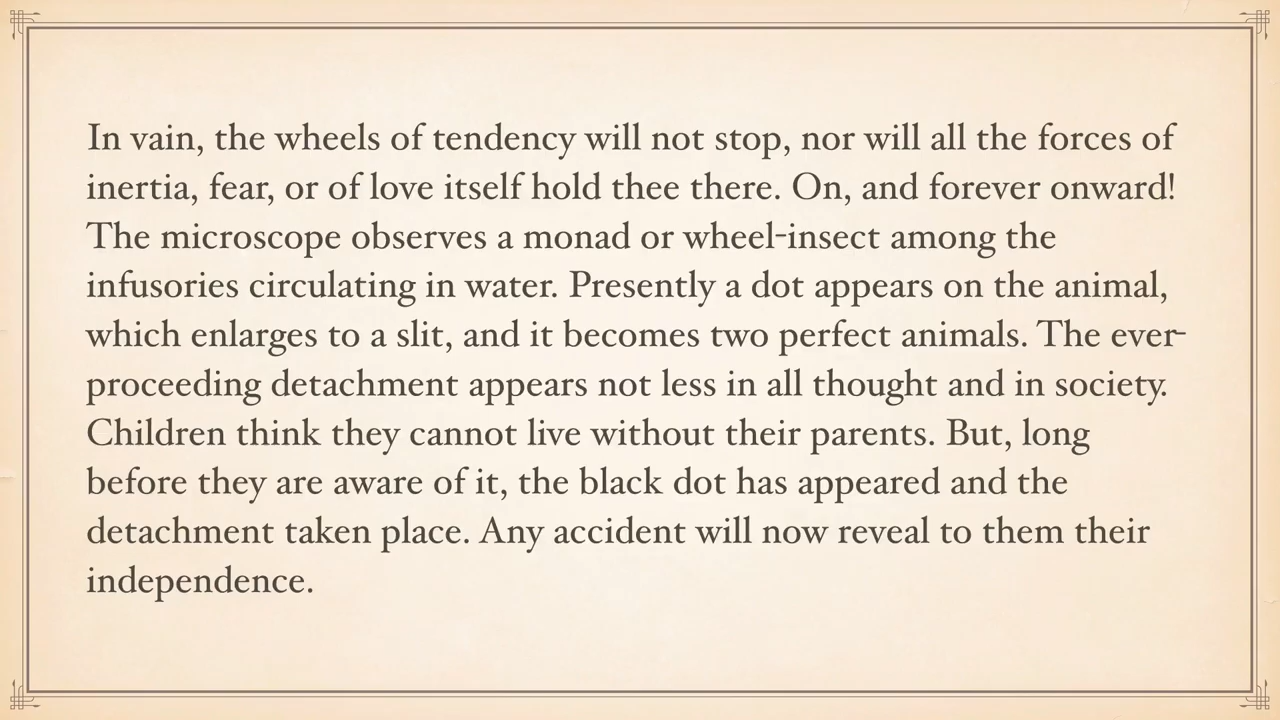 In vain, the wheels of tendency will not stop, nor will all the forces of
inertia, fear, or of love itself hold thee there. On, and forever onward!
The microscope observes a monad or wheel-insect among the
infusories circulating in water. Presently a dot appears on the animal,
which enlarges to a slit, and it becomes two perfect animals. The ever-
proceeding detachment appears not less in all thought and in society.
Children think they cannot live without their parents. But, long
before they are aware of it, the black dot has appeared and the
detachment taken place. Any accident will now reveal to them their
independence.